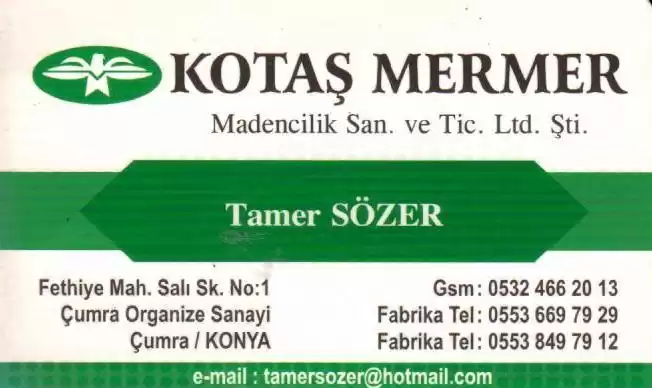 KOTAŞ MERMER
Madencilik San. ve Tic. Ltd. Şti.
Tamer SÖZER
Fethiye Mah. Salı Sk. No:1
Çumra Organize Sanayi
Çumra / KONYA
Gsm: 0532 466 20 13
Fabrika Tel: 0553 669 79 29
Fabrika Tel: 0553 849 79 12
e-mail : tamersozer@hotmail.com